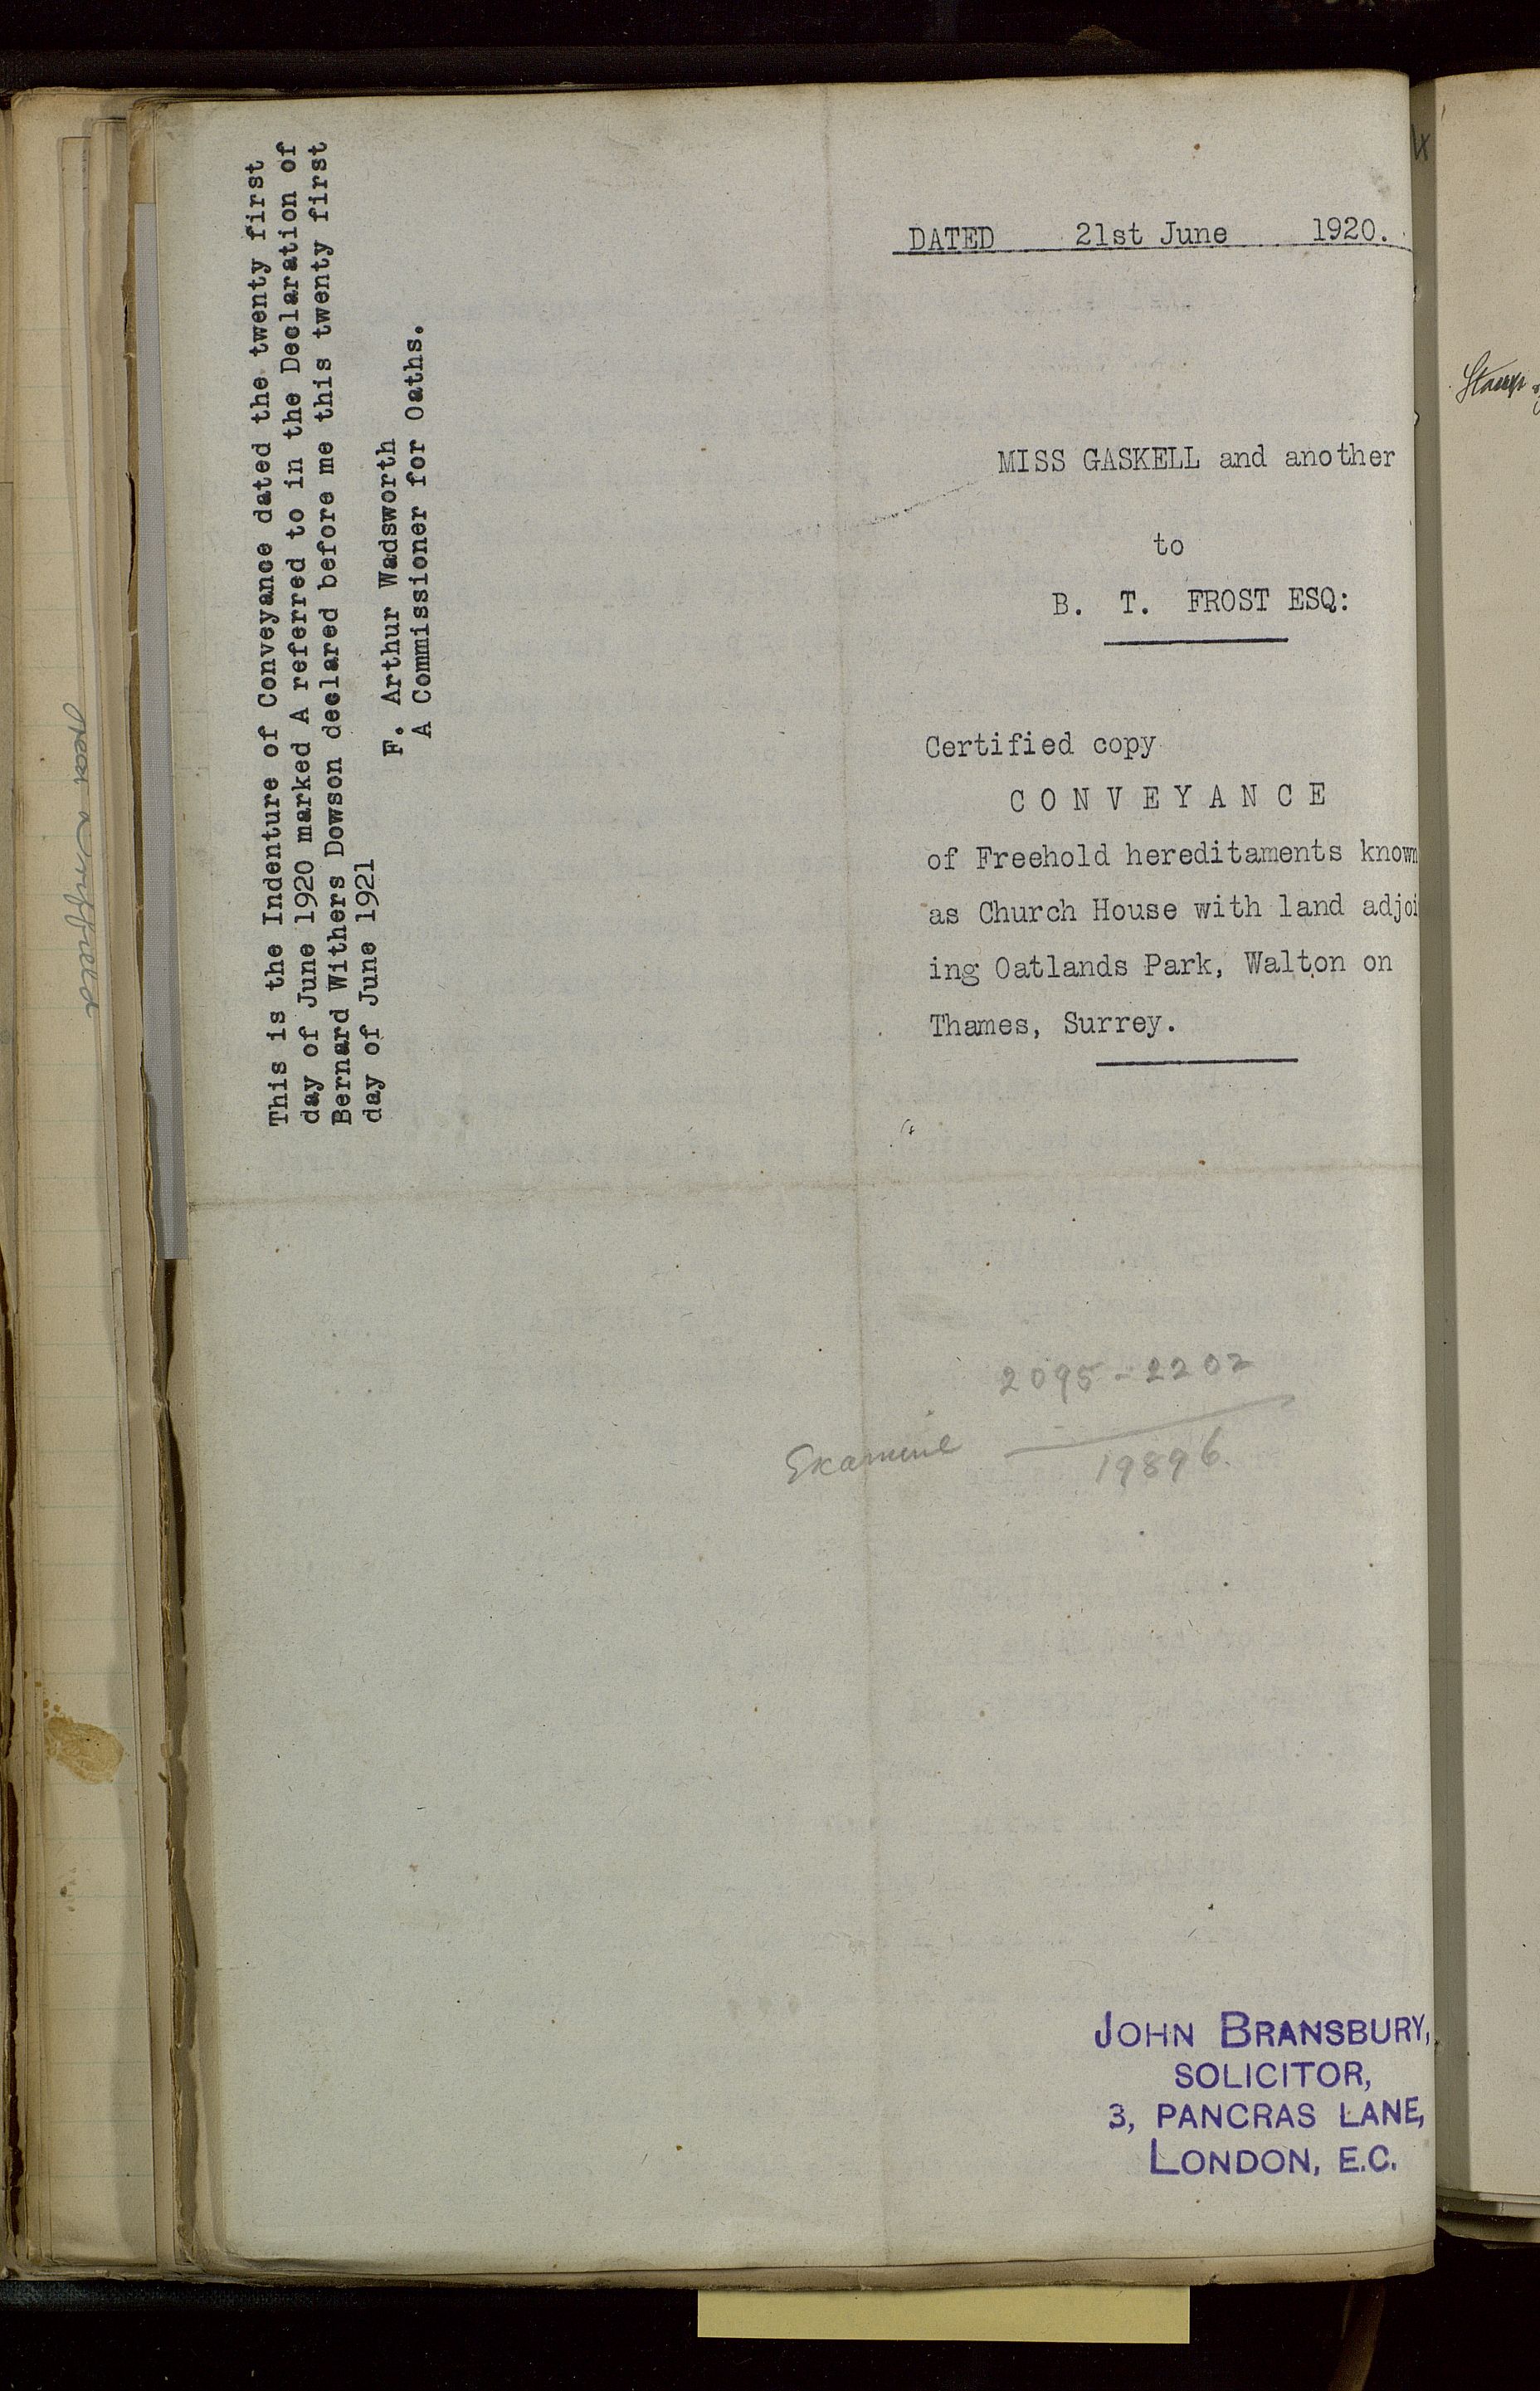 This is the Indenture of Conveyance dated the twenty first
day of June 1920 marked A referred to in the Declaration of
Bernard Withers Dowson declared before me this twenty first
day of June 1921
F. Arthur Wadsworth
A Commissioner for Oaths.
DATED 21st June 1920.
MISS GASKELL and another
to
B. T. FROST ESQ:
Certified copy
CONVEYANCE
of Freehold hereditaments known
as Church House with land adjoi
ing Oatlands Park, Walton on
Thames, Surrey.
2095-2202
Examine
19896.
JOHN BRANSBURY,
SOLICITOR,
3, PANCRAS LANE,
LONDON, E.C.